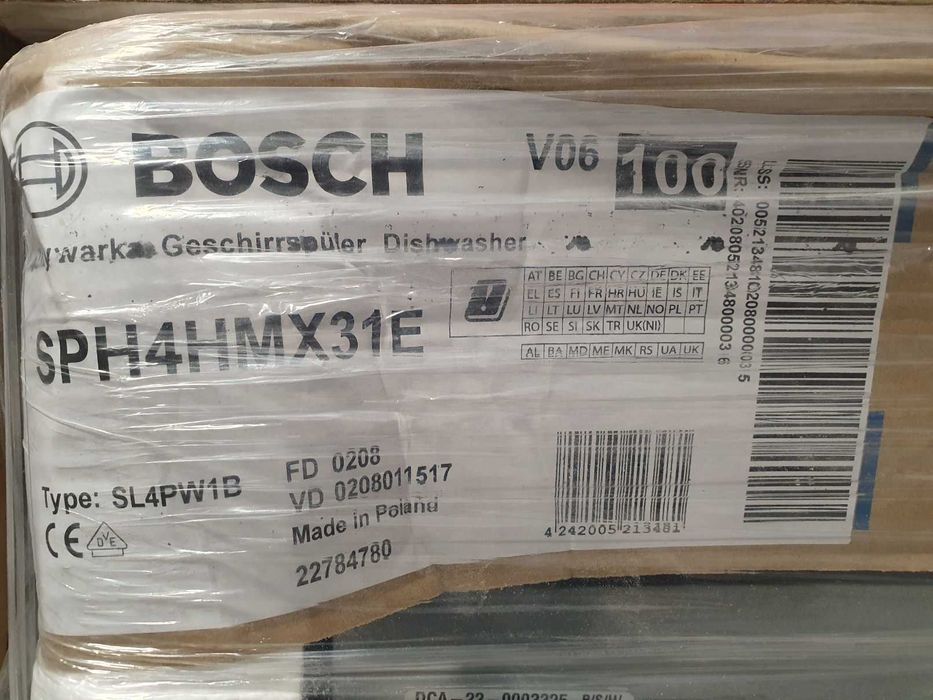 BOSCH
V06 100
ywarka Geschirrspüler Dishwasher
SPH4HMX31E
AT BE BG CH CY CZ DE DK EE
EL ES FI FR HR HU IE IS IT
LI LT LU LV MT NL NO PL PT
RO SE SI SK TR UK(NI)
AL BA MD ME MK RS UA UK
Type: SL4PW1B
FD 0208
VD 0208011517
Made in Poland
22784780
CE
DVE
4 242005 213481